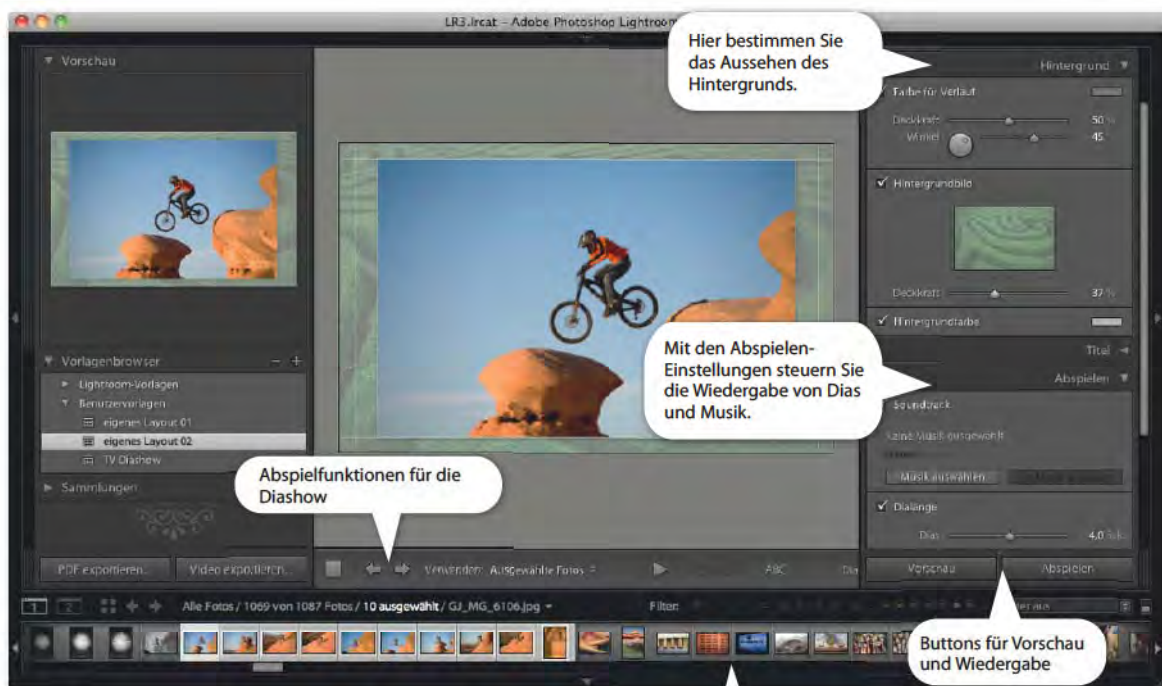 LR3.lrcat – Adobe Photoshop Lightroom
Hier bestimmen Sie
das Aussehen des
Hintergrunds.
Vorschau
Hintergrund
Farbe für Verlauf
Deckkraft 50 %
Winkel 45
Hintergrundbild
Deckkraft 37 %
Hintergrundfarbe
Mit den Abspielen-
Einstellungen steuern Sie
die Wiedergabe von Dias
und Musik.
Titel
Abspielen
Soundtrack
Keine Musik ausgewählt
Musik auswählen
Dialänge
Dias 4,0 Sek.
Vorlagenbrowser - +
Lightroom-Vorlagen
Benutzervorlagen
eigenes Layout 01
eigenes Layout 02
TV Diashow
Sammlungen
Abspielfunktionen für die
Diashow
PDF exportieren... Video exportieren...
Verwenden: Ausgewählte Fotos
ABC
Dia
Vorschau Abspielen
1 2 Alle Fotos / 1069 von 1087 Fotos / 10 ausgewählt / GJ_MG_6106.jpg
Filter:
Buttons für Vorschau
und Wiedergabe